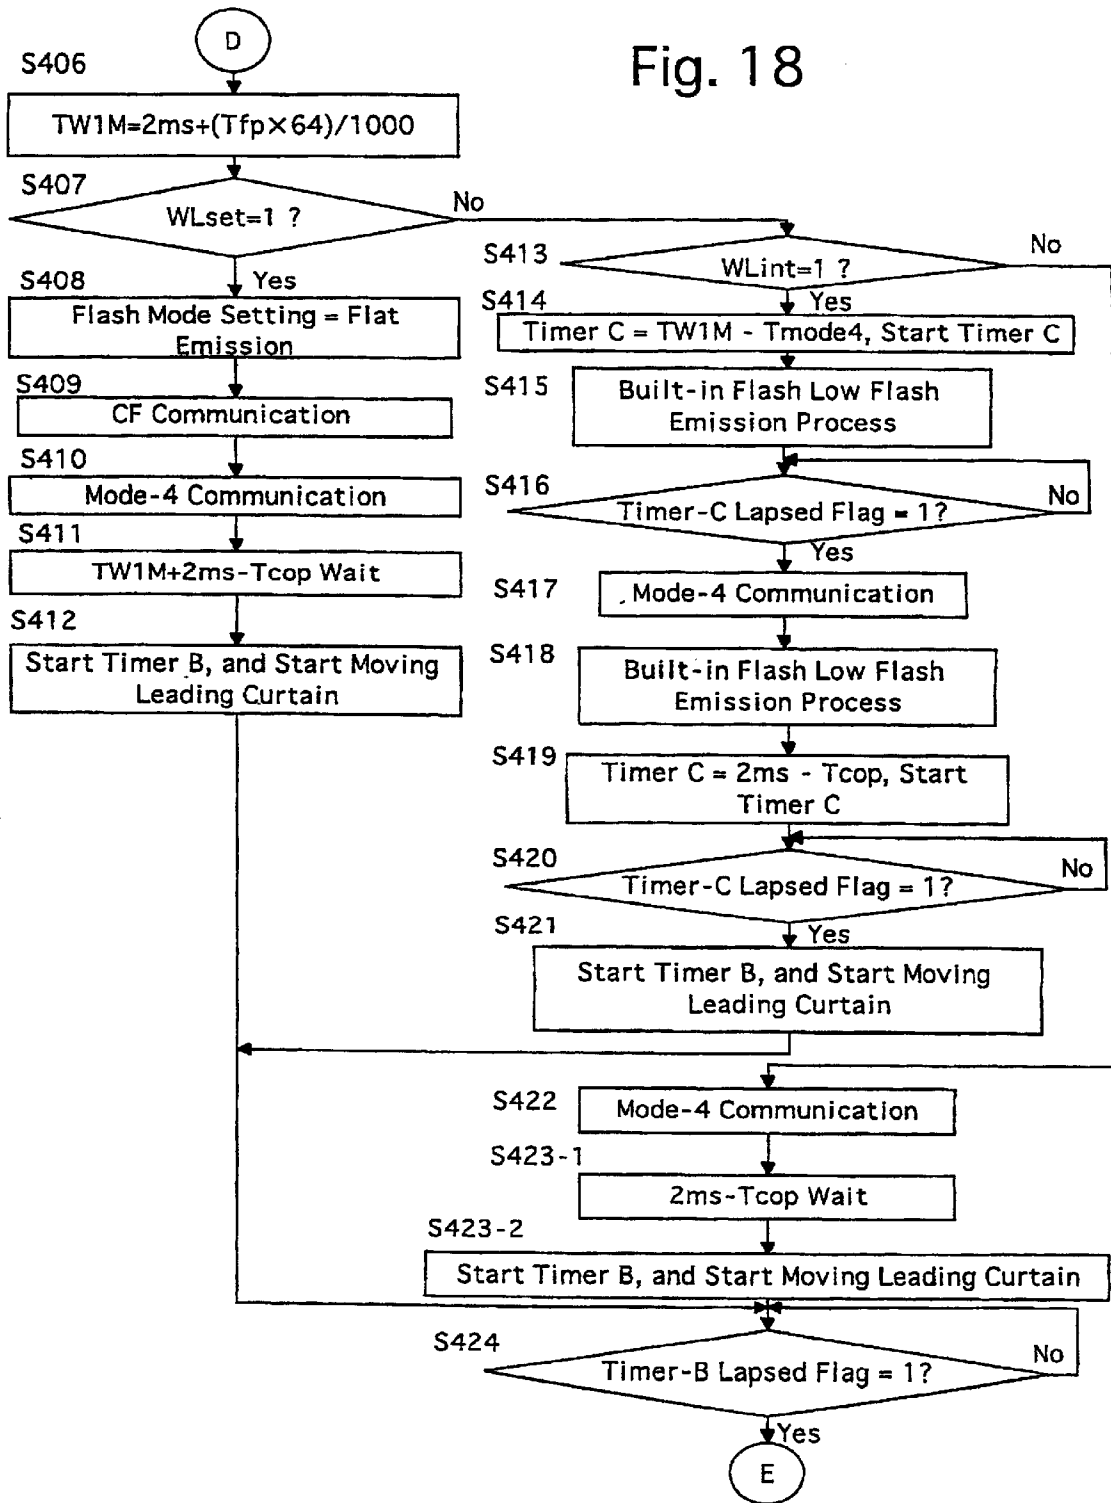 Fig. 18
D
S406
TW1M=2ms+(Tfp×64)/1000
S407
WLset=1 ?
No
Yes
S408
Flash Mode Setting = Flat
Emission
S409
CF Communication
S410
Mode-4 Communication
S411
TW1M+2ms-Tcop Wait
S412
Start Timer B, and Start Moving
Leading Curtain
S413
WLint=1 ?
No
Yes
S414
Timer C = TW1M - Tmode4, Start Timer C
S415
Built-in Flash Low Flash
Emission Process
S416
Timer-C Lapsed Flag = 1?
No
Yes
S417
Mode-4 Communication
S418
Built-in Flash Low Flash
Emission Process
S419
Timer C = 2ms - Tcop, Start
Timer C
S420
Timer-C Lapsed Flag = 1?
No
Yes
S421
Start Timer B, and Start Moving
Leading Curtain
S422
Mode-4 Communication
S423-1
2ms-Tcop Wait
S423-2
Start Timer B, and Start Moving Leading Curtain
S424
Timer-B Lapsed Flag = 1?
No
Yes
E